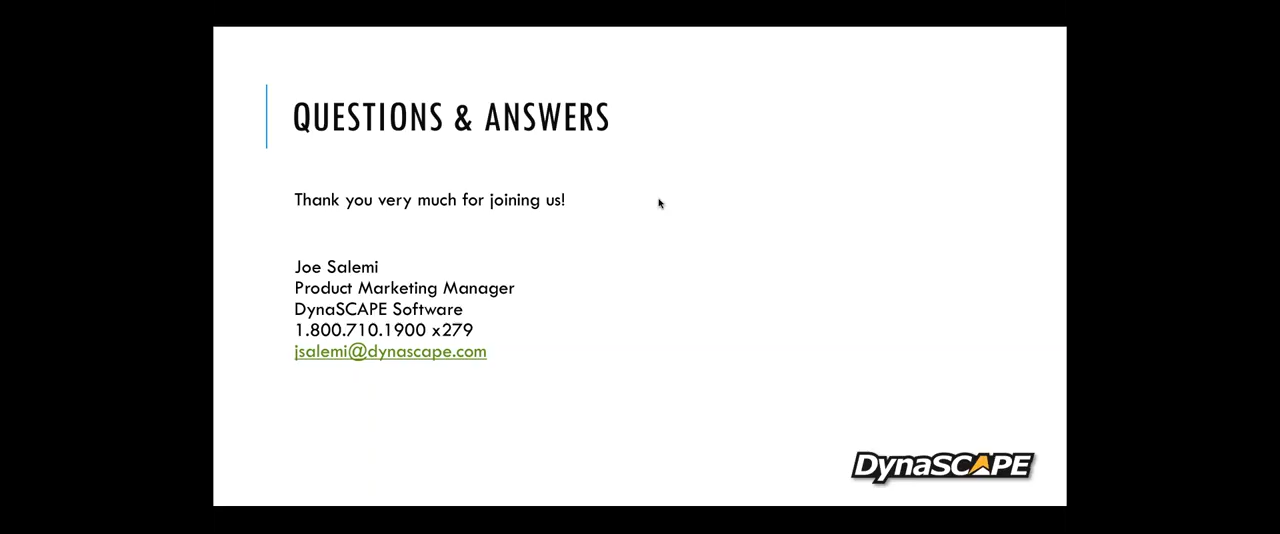 QUESTIONS & ANSWERS
Thank you very much for joining us!
Joe Salemi
Product Marketing Manager
DynaSCAPE Software
1.800.710.1900 x279
jsalemi@dynascape.com
DynaSCAPE